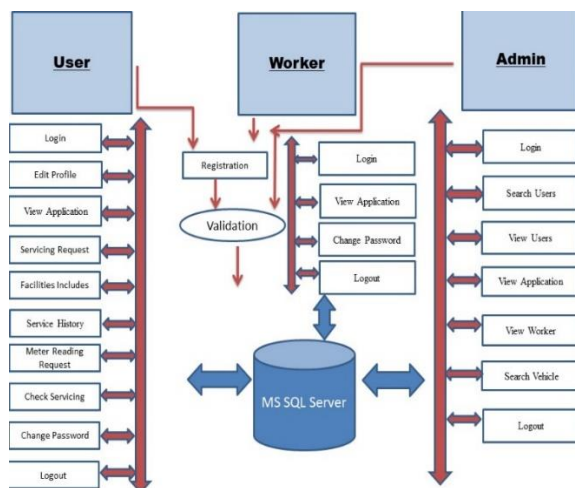 User
Worker
Admin
Login
Edit Profile
View Application
Servicing Request
Facilities Includes
Service History
Meter Reading
Request
Check Servicing
Change Password
Logout
Registration
Validation
Login
View Application
Change Password
Logout
MS SQL Server
Login
Search Users
View Users
View Application
View Worker
Search Vehicle
Logout